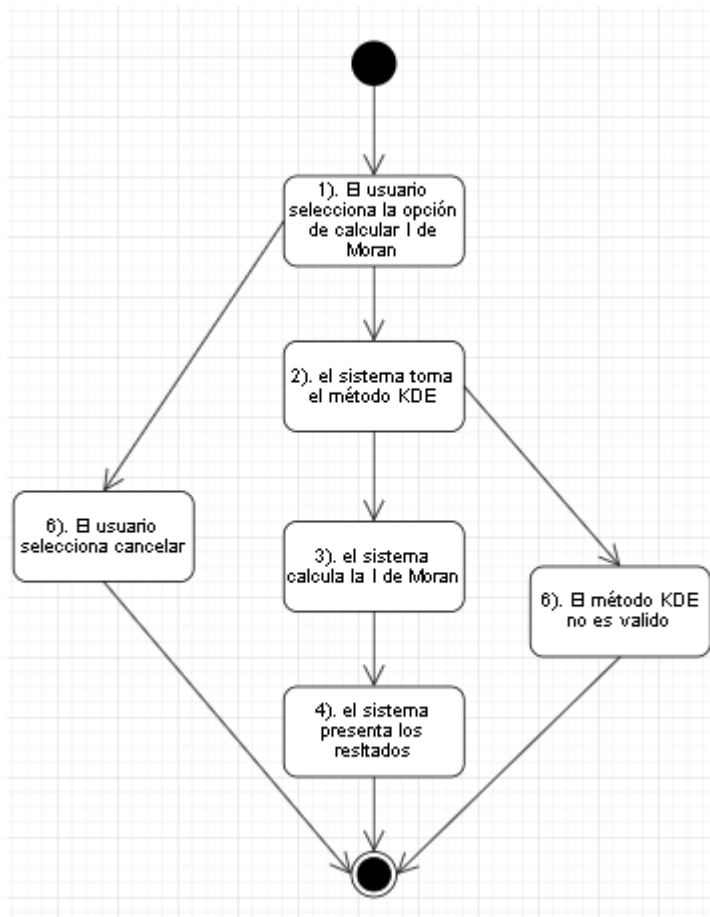 1). El usuario
selecciona la opción
de calcular I de
Moran
2). el sistema toma
el método KDE
6). El usuario
selecciona cancelar
3). el sistema
calcula la I de Moran
6). El método KDE
no es valido
4). el sistema
presenta los
resltados